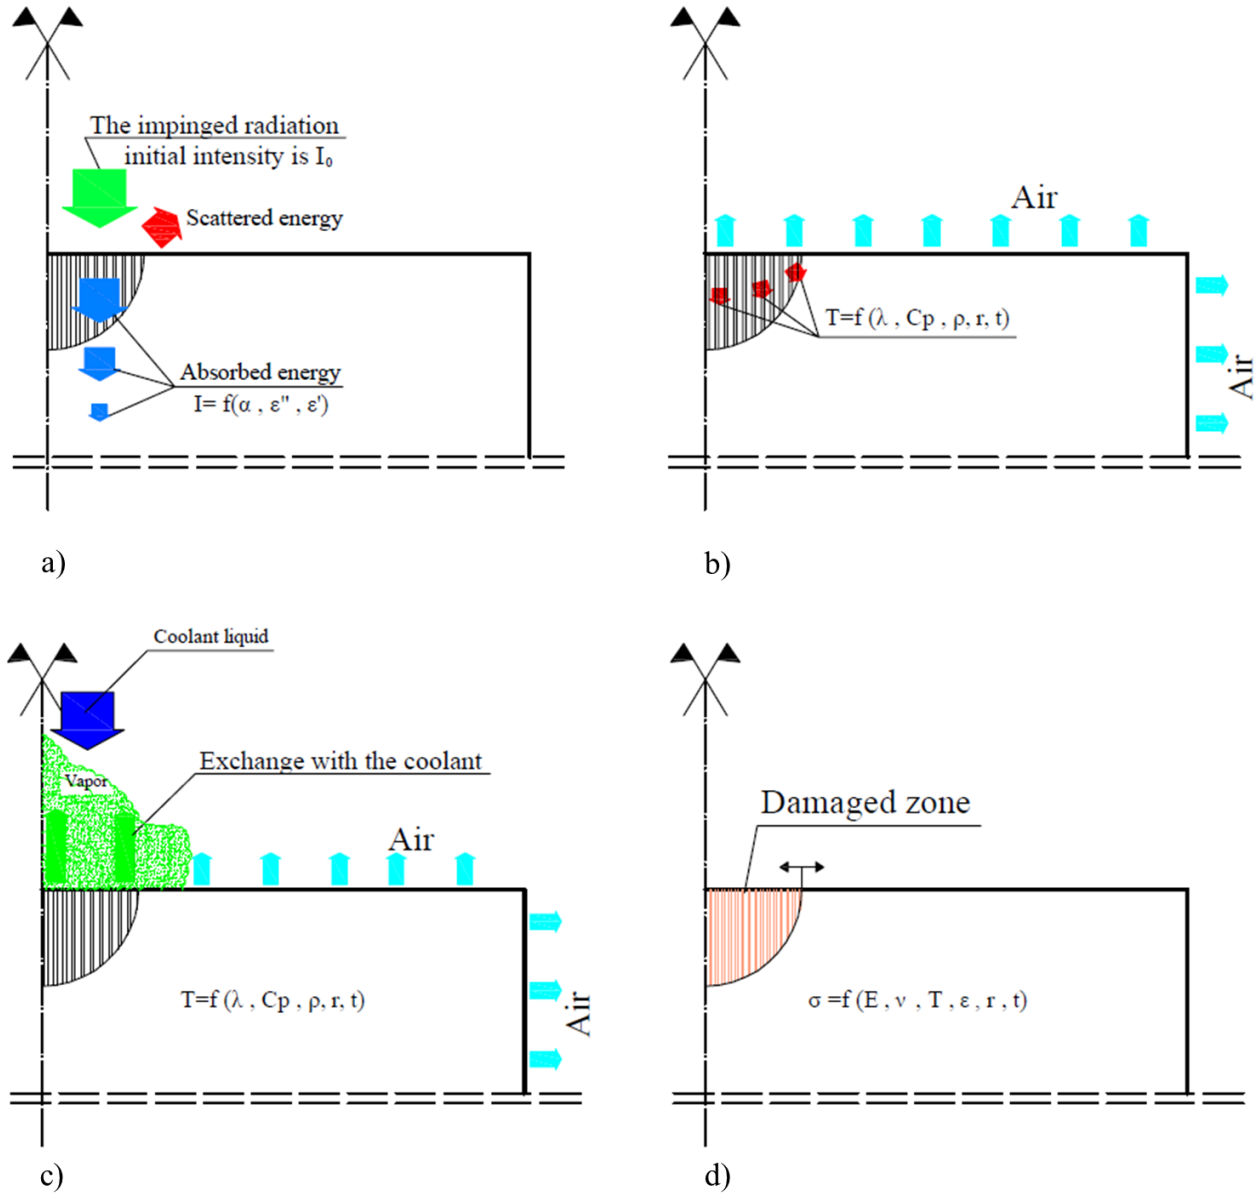 The impinged radiation
initial intensity is I₀
Scattered energy
Absorbed energy
I= f(α , ε" , ε')
a)
Air
T=f (λ , Cp , ρ, r, t)
Air
b)
Coolant liquid
Vapor
Exchange with the coolant
Air
T=f (λ , Cp , ρ, r, t)
Air
c)
Damaged zone
σ =f (E , ν , T , ε , r , t)
d)